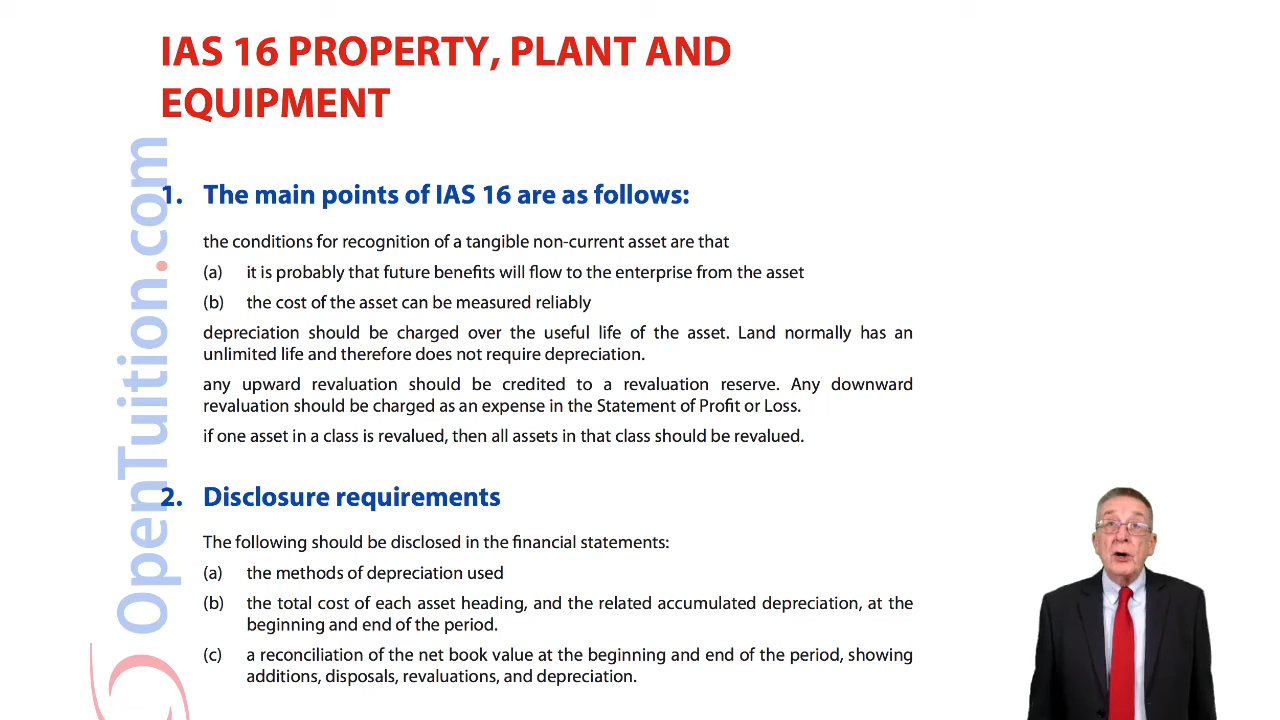 IAS 16 PROPERTY, PLANT AND
EQUIPMENT
1. The main points of IAS 16 are as follows:
the conditions for recognition of a tangible non-current asset are that
(a) it is probably that future benefits will flow to the enterprise from the asset
(b) the cost of the asset can be measured reliably
depreciation should be charged over the useful life of the asset. Land normally has an
unlimited life and therefore does not require depreciation.
any upward revaluation should be credited to a revaluation reserve. Any downward
revaluation should be charged as an expense in the Statement of Profit or Loss.
if one asset in a class is revalued, then all assets in that class should be revalued.
2. Disclosure requirements
The following should be disclosed in the financial statements:
(a) the methods of depreciation used
(b) the total cost of each asset heading, and the related accumulated depreciation, at the
beginning and end of the period.
(c) a reconciliation of the net book value at the beginning and end of the period, showing
additions, disposals, revaluations, and depreciation.
OpenTuition.com